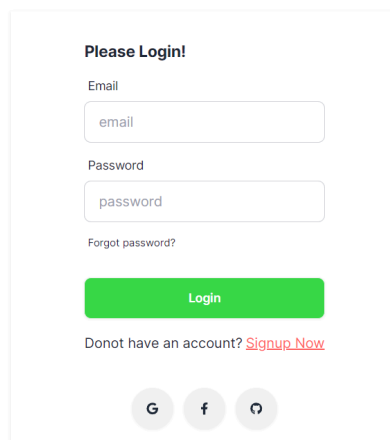 Please Login!
Email
email
Password
password
Forgot password?
Login
Donot have an account? Signup Now